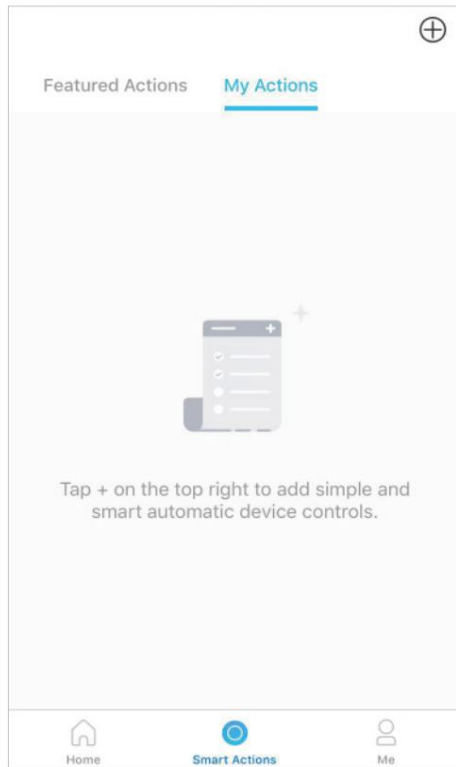 Featured Actions My Actions
Tap + on the top right to add simple and
smart automatic device controls.
Home Smart Actions Me